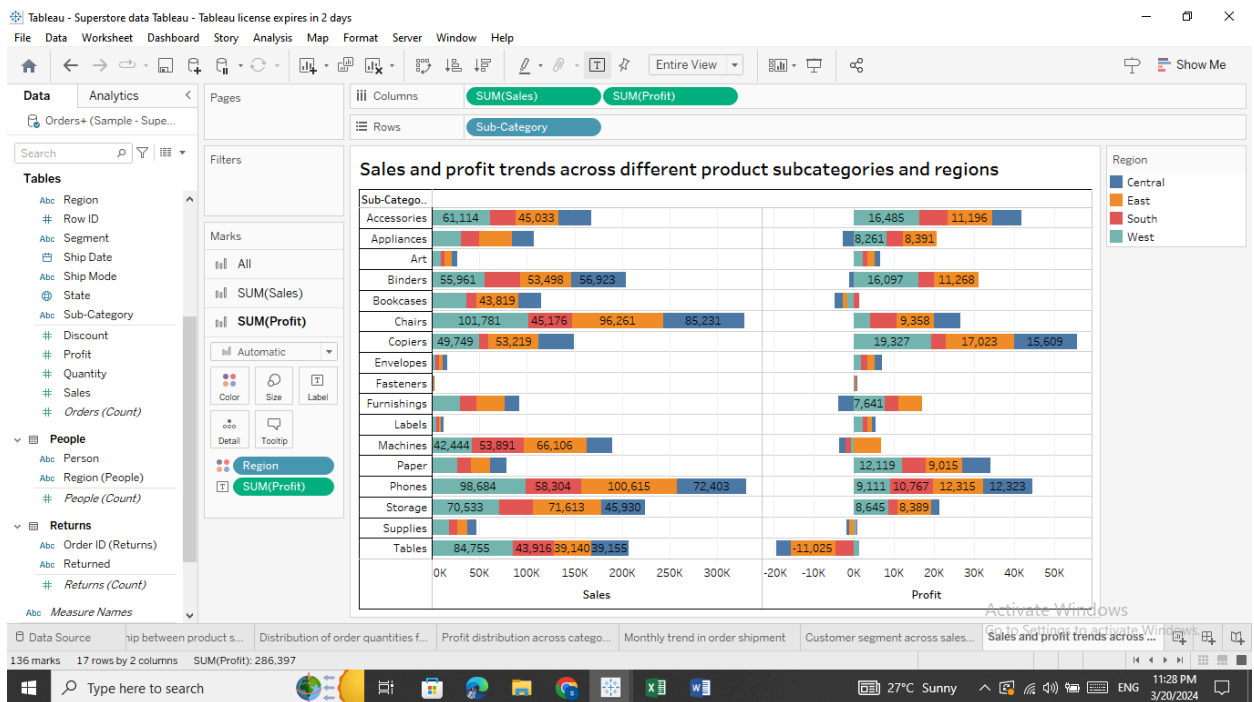 Tableau - Superstore data Tableau - Tableau license expires in 2 days
File Data Worksheet Dashboard Story Analysis Map Format Server Window Help
Entire View
Show Me
Data Analytics
Orders+ (Sample - Supe...
Search
Tables
Abc Region
# Row ID
Abc Segment
Ship Date
Abc Ship Mode
State
Abc Sub-Category
# Discount
# Profit
# Quantity
# Sales
# Orders (Count)
People
Abc Person
Abc Region (People)
# People (Count)
Returns
Abc Order ID (Returns)
Abc Returned
# Returns (Count)
Abc Measure Names
Pages
Filters
Marks
All
SUM(Sales)
SUM(Profit)
Automatic
Color Size Label
Detail Tooltip
Region
SUM(Profit)
Columns SUM(Sales) SUM(Profit)
Rows Sub-Category
Sales and profit trends across different product subcategories and regions
Sub-Catego..
Accessories 61,114 45,033 16,485 11,196
Appliances 8,261 8,391
Art
Binders 55,961 53,498 56,923 16,097 11,268
Bookcases 43,819
Chairs 101,781 45,176 96,261 85,231 9,358
Copiers 49,749 53,219 19,327 17,023 15,609
Envelopes
Fasteners
Furnishings 7,641
Labels
Machines 42,444 53,891 66,106
Paper 12,119 9,015
Phones 98,684 58,304 100,615 72,403 9,111 10,767 12,315 12,323
Storage 70,533 71,613 45,930 8,645 8,389
Supplies
Tables 84,755 43,916 39,140 39,155 -11,025
0K 50K 100K 150K 200K 250K 300K -20K -10K 0K 10K 20K 30K 40K 50K
Sales Profit
Region
Central
East
South
West
Activate Windows
Go to Settings to activate Windows.
Data Source hip between product s... Distribution of order quantities f... Profit distribution across catego... Monthly trend in order shipment Customer segment across sales... Sales and profit trends across ...
136 marks 17 rows by 2 columns SUM(Profit): 286,397
Type here to search
27°C Sunny
ENG
11:28 PM
3/20/2024